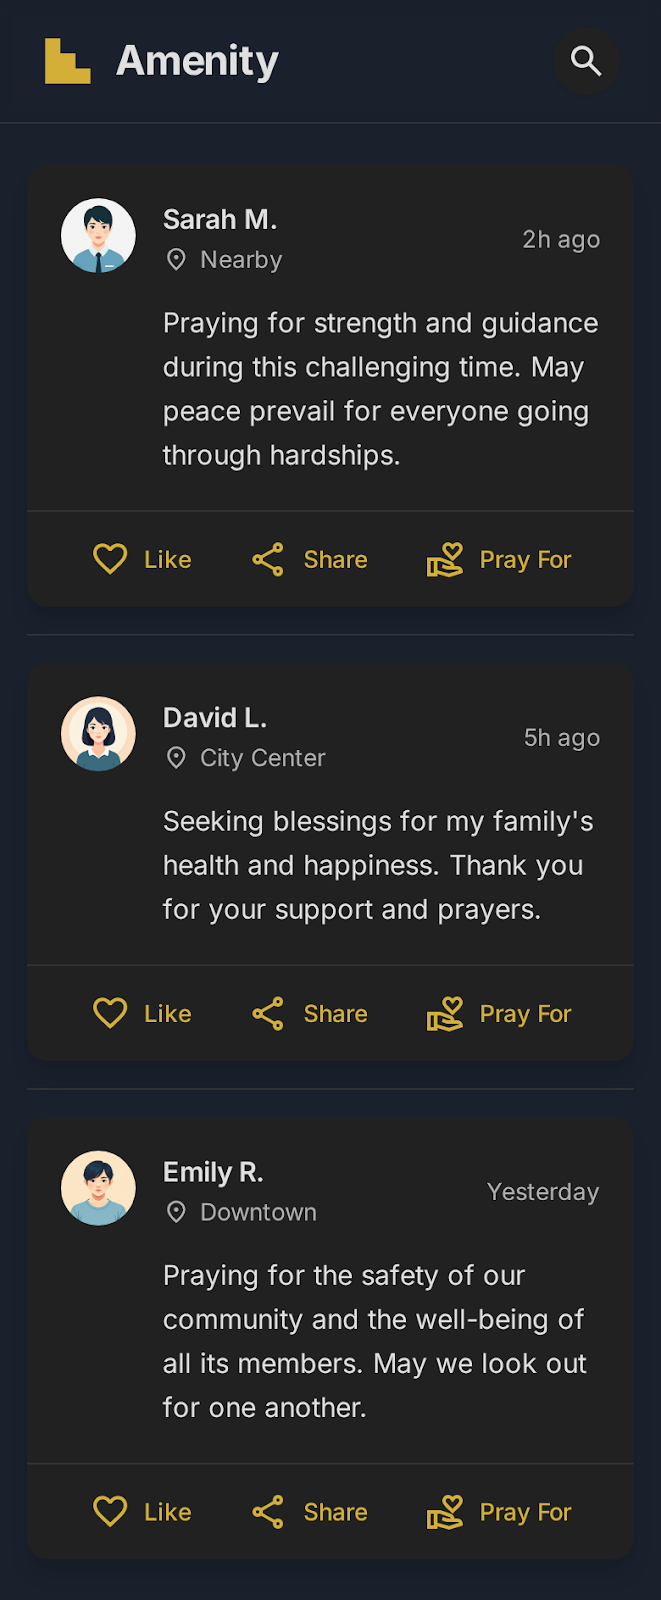 Amenity
Sarah M.
Nearby
2h ago
Praying for strength and guidance
during this challenging time. May
peace prevail for everyone going
through hardships.
Like Share Pray For
David L.
City Center
5h ago
Seeking blessings for my family's
health and happiness. Thank you
for your support and prayers.
Like Share Pray For
Emily R.
Downtown
Yesterday
Praying for the safety of our
community and the well-being of
all its members. May we look out
for one another.
Like Share Pray For